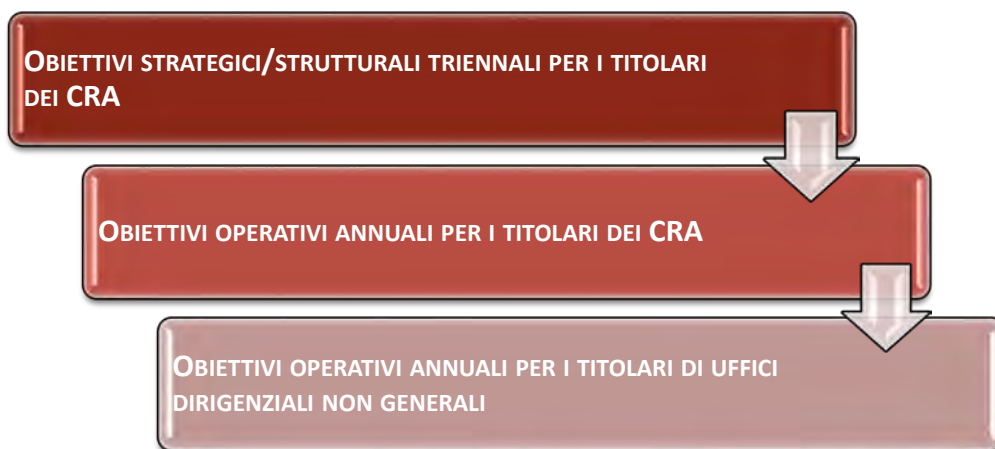 OBIETTIVI STRATEGICI/STRUTTURALI TRIENNALI PER I TITOLARI
DEI CRA
OBIETTIVI OPERATIVI ANNUALI PER I TITOLARI DEI CRA
OBIETTIVI OPERATIVI ANNUALI PER I TITOLARI DI UFFICI
DIRIGENZIALI NON GENERALI